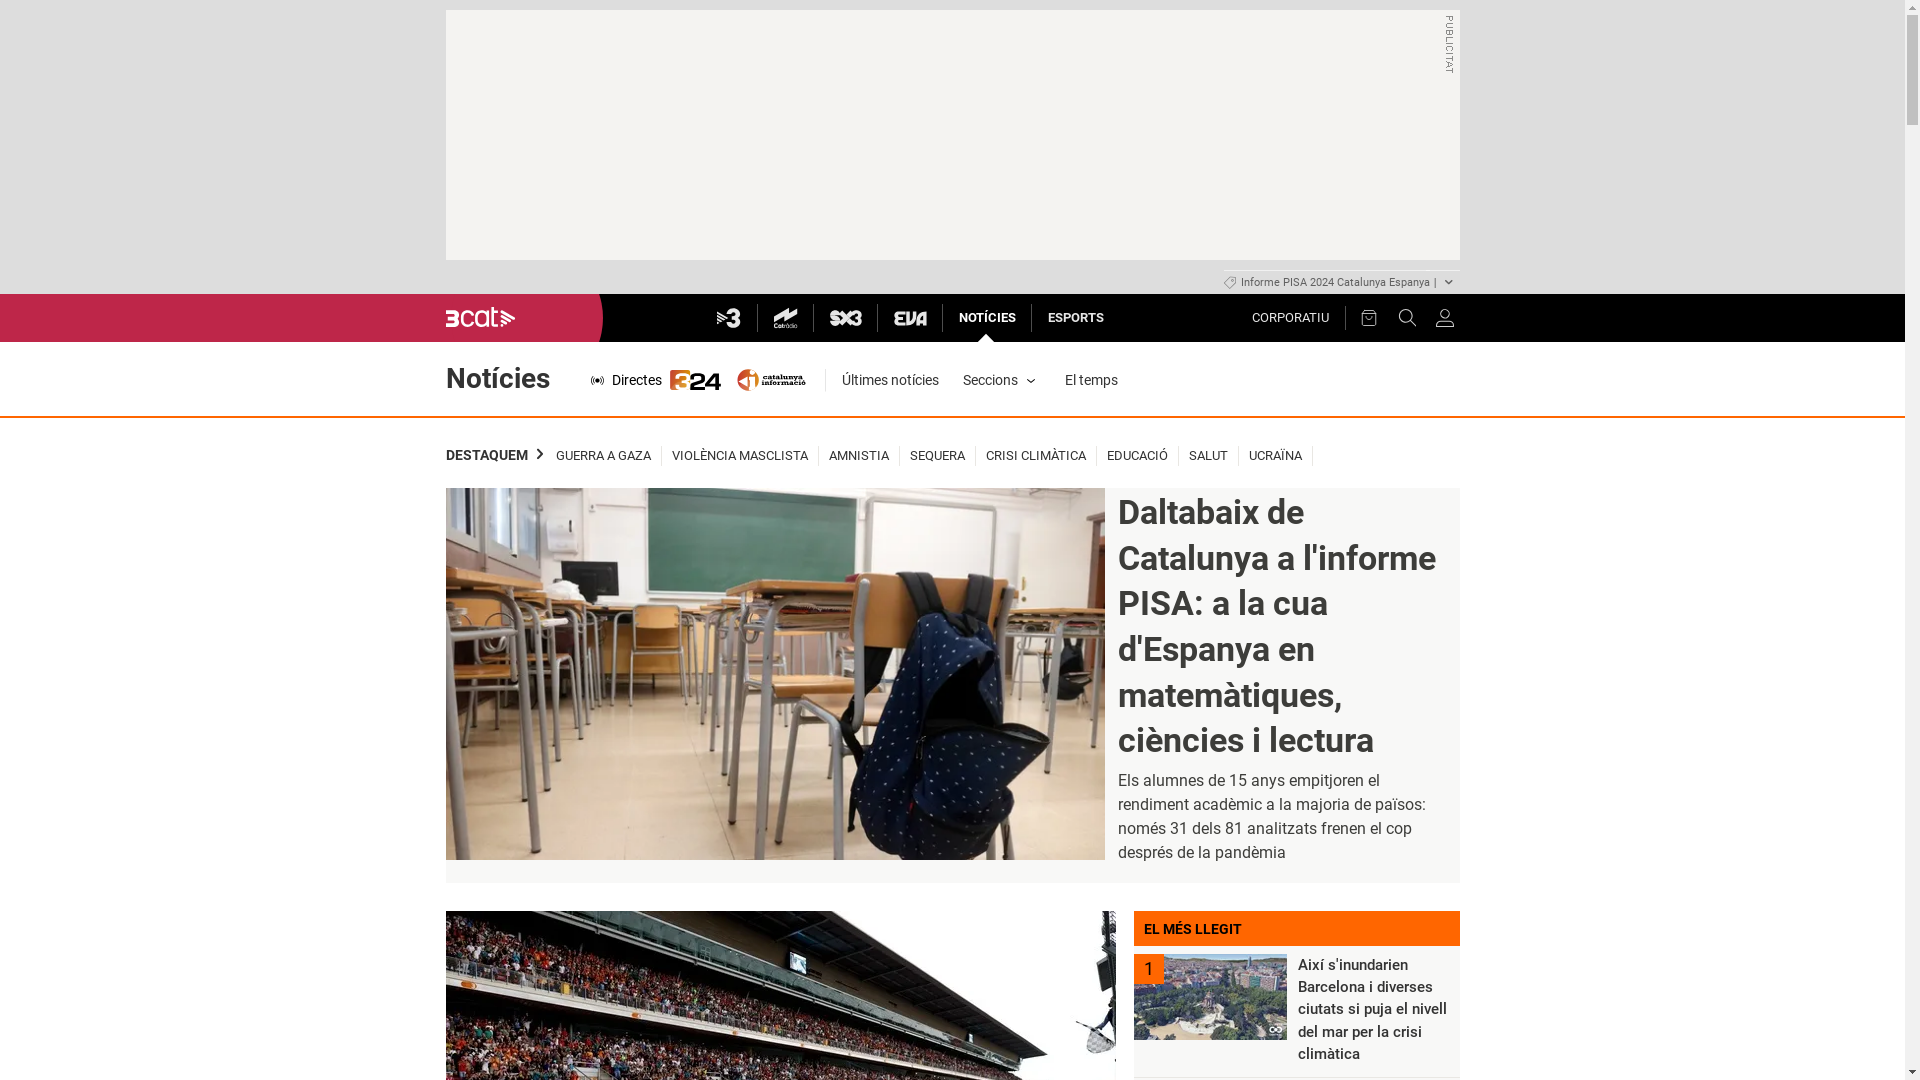 PUBLICITAT
Informe PISA 2024 Catalunya Espanya |
3cat
3
Catràdio
SX3
EVA
NOTÍCIES
ESPORTS
CORPORATIU
Notícies
Directes
324
catalunya
informació
Últimes notícies
Seccions
El temps
DESTAQUEM
GUERRA A GAZA
VIOLÈNCIA MASCLISTA
AMNISTIA
SEQUERA
CRISI CLIMÀTICA
EDUCACIÓ
SALUT
UCRAÏNA
Daltabaix de
Catalunya a l'informe
PISA: a la cua
d'Espanya en
matemàtiques,
ciències i lectura
Els alumnes de 15 anys empitjoren el
rendiment acadèmic a la majoria de països:
només 31 dels 81 analitzats frenen el cop
després de la pandèmia
EL MÉS LLEGIT
1
Així s'inundarien
Barcelona i diverses
ciutats si puja el nivell
del mar per la crisi
climàtica